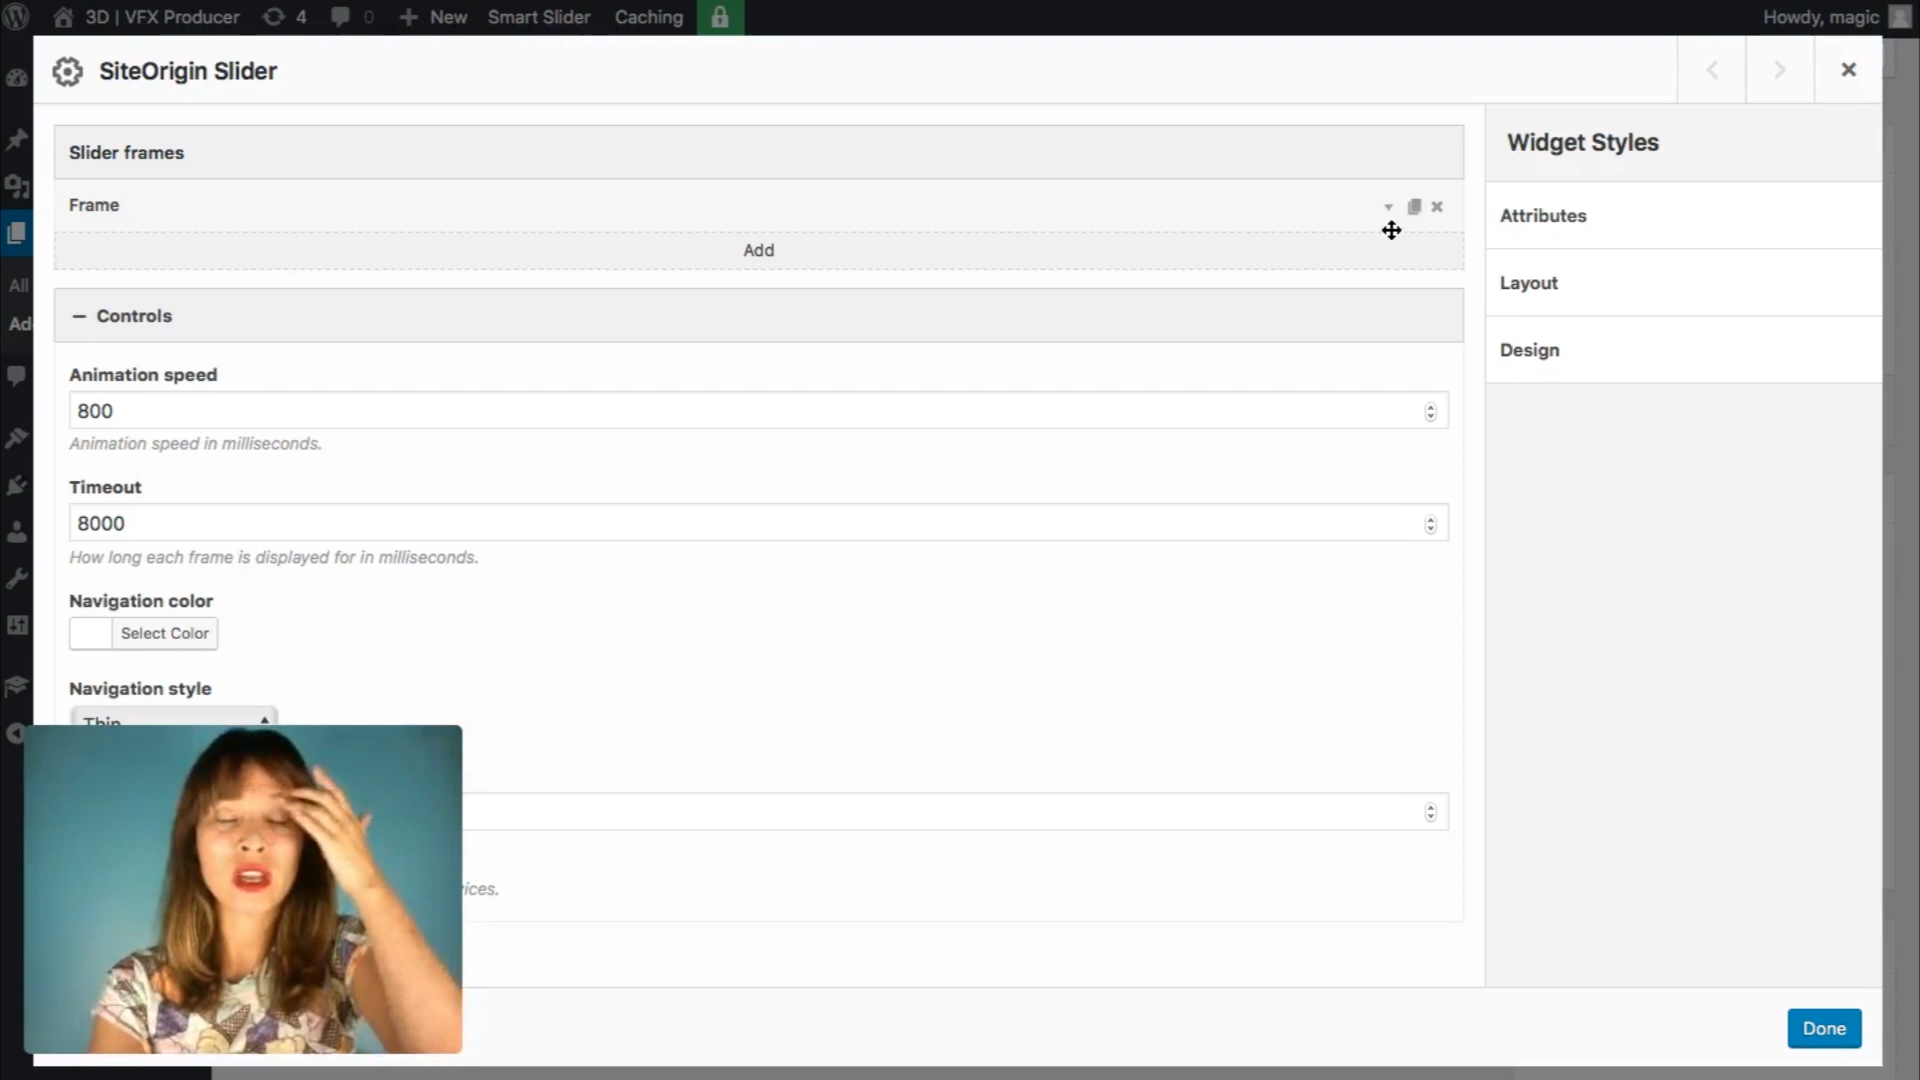 3D | VFX Producer 4 0 New Smart Slider Caching Howdy, magic
SiteOrigin Slider
Slider frames
Frame
Add
Controls
Animation speed
800
Animation speed in milliseconds.
Timeout
8000
How long each frame is displayed for in milliseconds.
Navigation color
Select Color
Navigation style
Thin
ices.
Widget Styles
Attributes
Layout
Design
All
Ad
Done